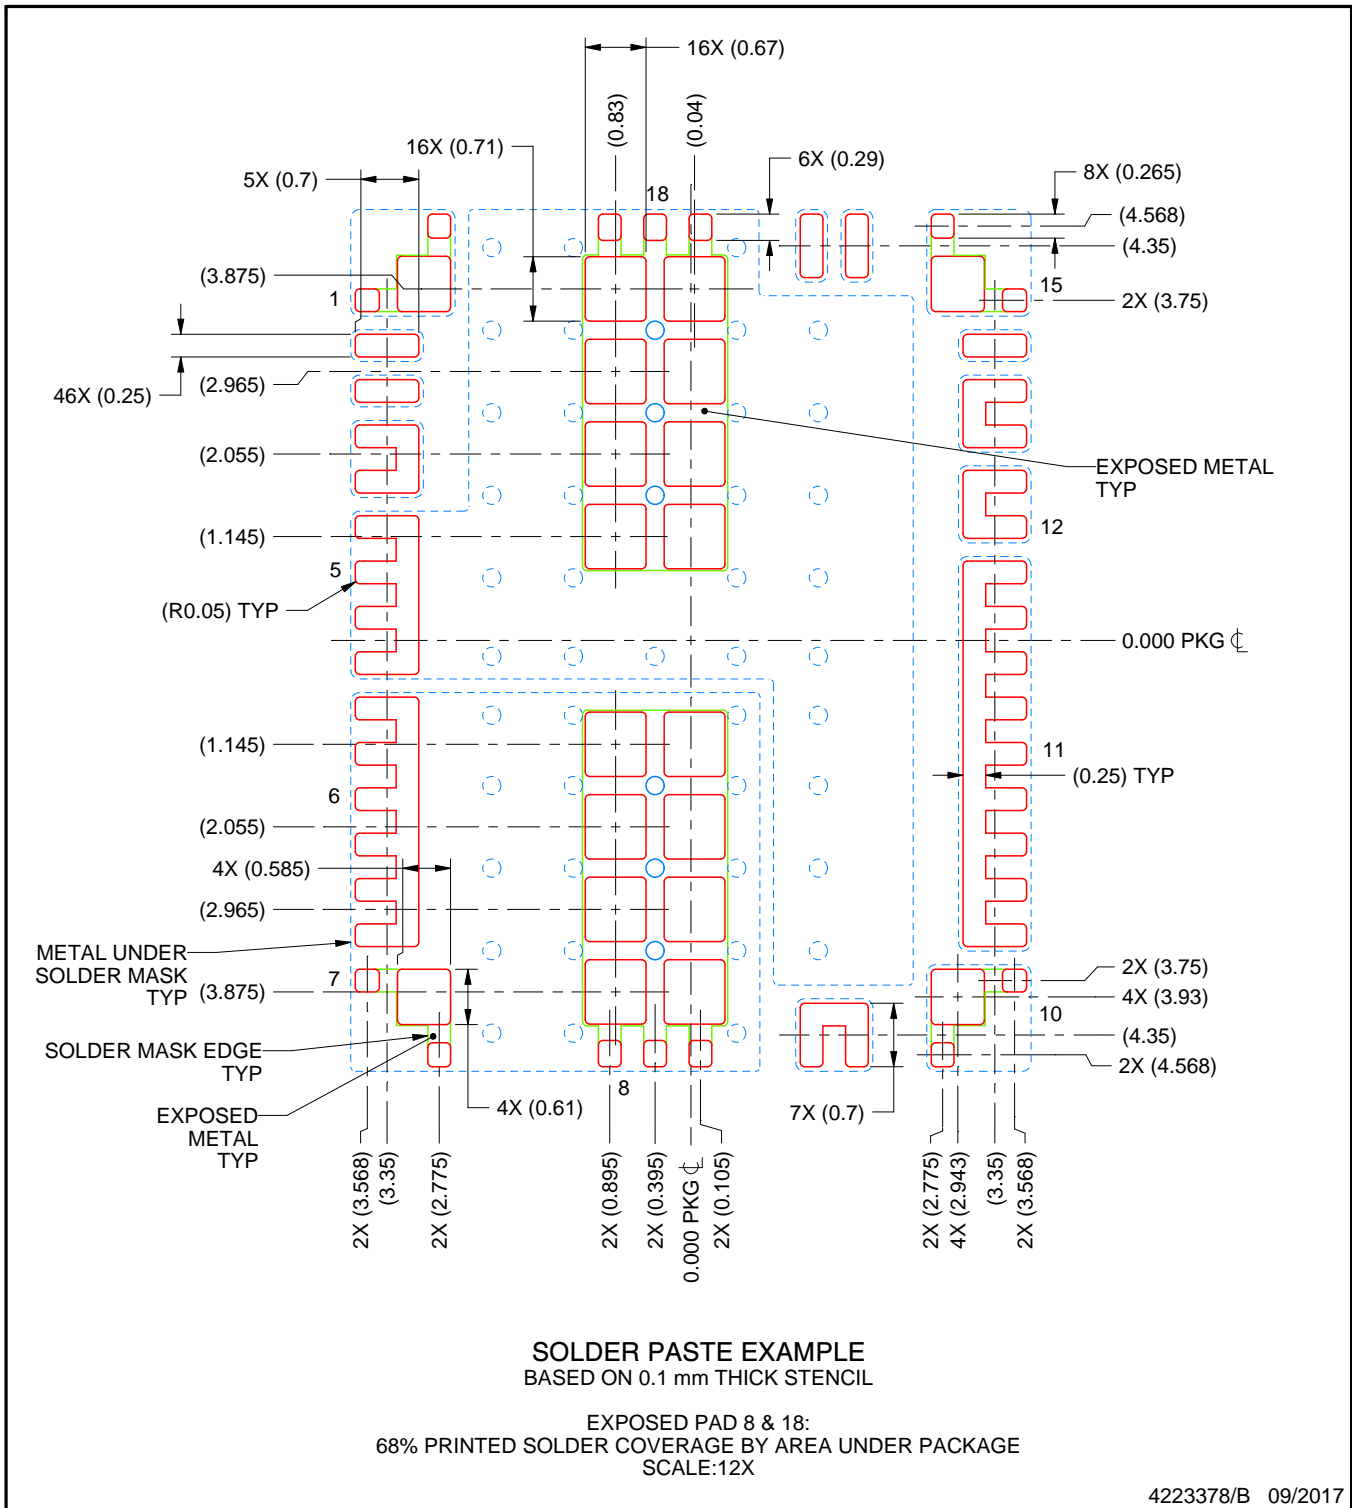 16X (0.67)
(0.83)
(0.04)
16X (0.71)
6X (0.29)
5X (0.7)
8X (0.265)
18
(4.568)
(4.35)
(3.875)
1
15
2X (3.75)
46X (0.25)
(2.965)
(2.055)
EXPOSED METAL
TYP
12
(1.145)
5
(R0.05) TYP
0.000 PKG ℄
(1.145)
11
(0.25) TYP
6
(2.055)
4X (0.585)
(2.965)
METAL UNDER
SOLDER MASK
TYP
7
(3.875)
2X (3.75)
4X (3.93)
10
(4.35)
2X (4.568)
SOLDER MASK EDGE
TYP
8
4X (0.61)
7X (0.7)
EXPOSED
METAL
TYP
2X (3.568)
(3.35)
2X (2.775)
2X (0.895)
2X (0.395)
0.000 PKG ℄
2X (0.105)
2X (2.775)
4X (2.943)
(3.35)
2X (3.568)
SOLDER PASTE EXAMPLE
BASED ON 0.1 mm THICK STENCIL
EXPOSED PAD 8 & 18:
68% PRINTED SOLDER COVERAGE BY AREA UNDER PACKAGE
SCALE:12X
4223378/B 09/2017